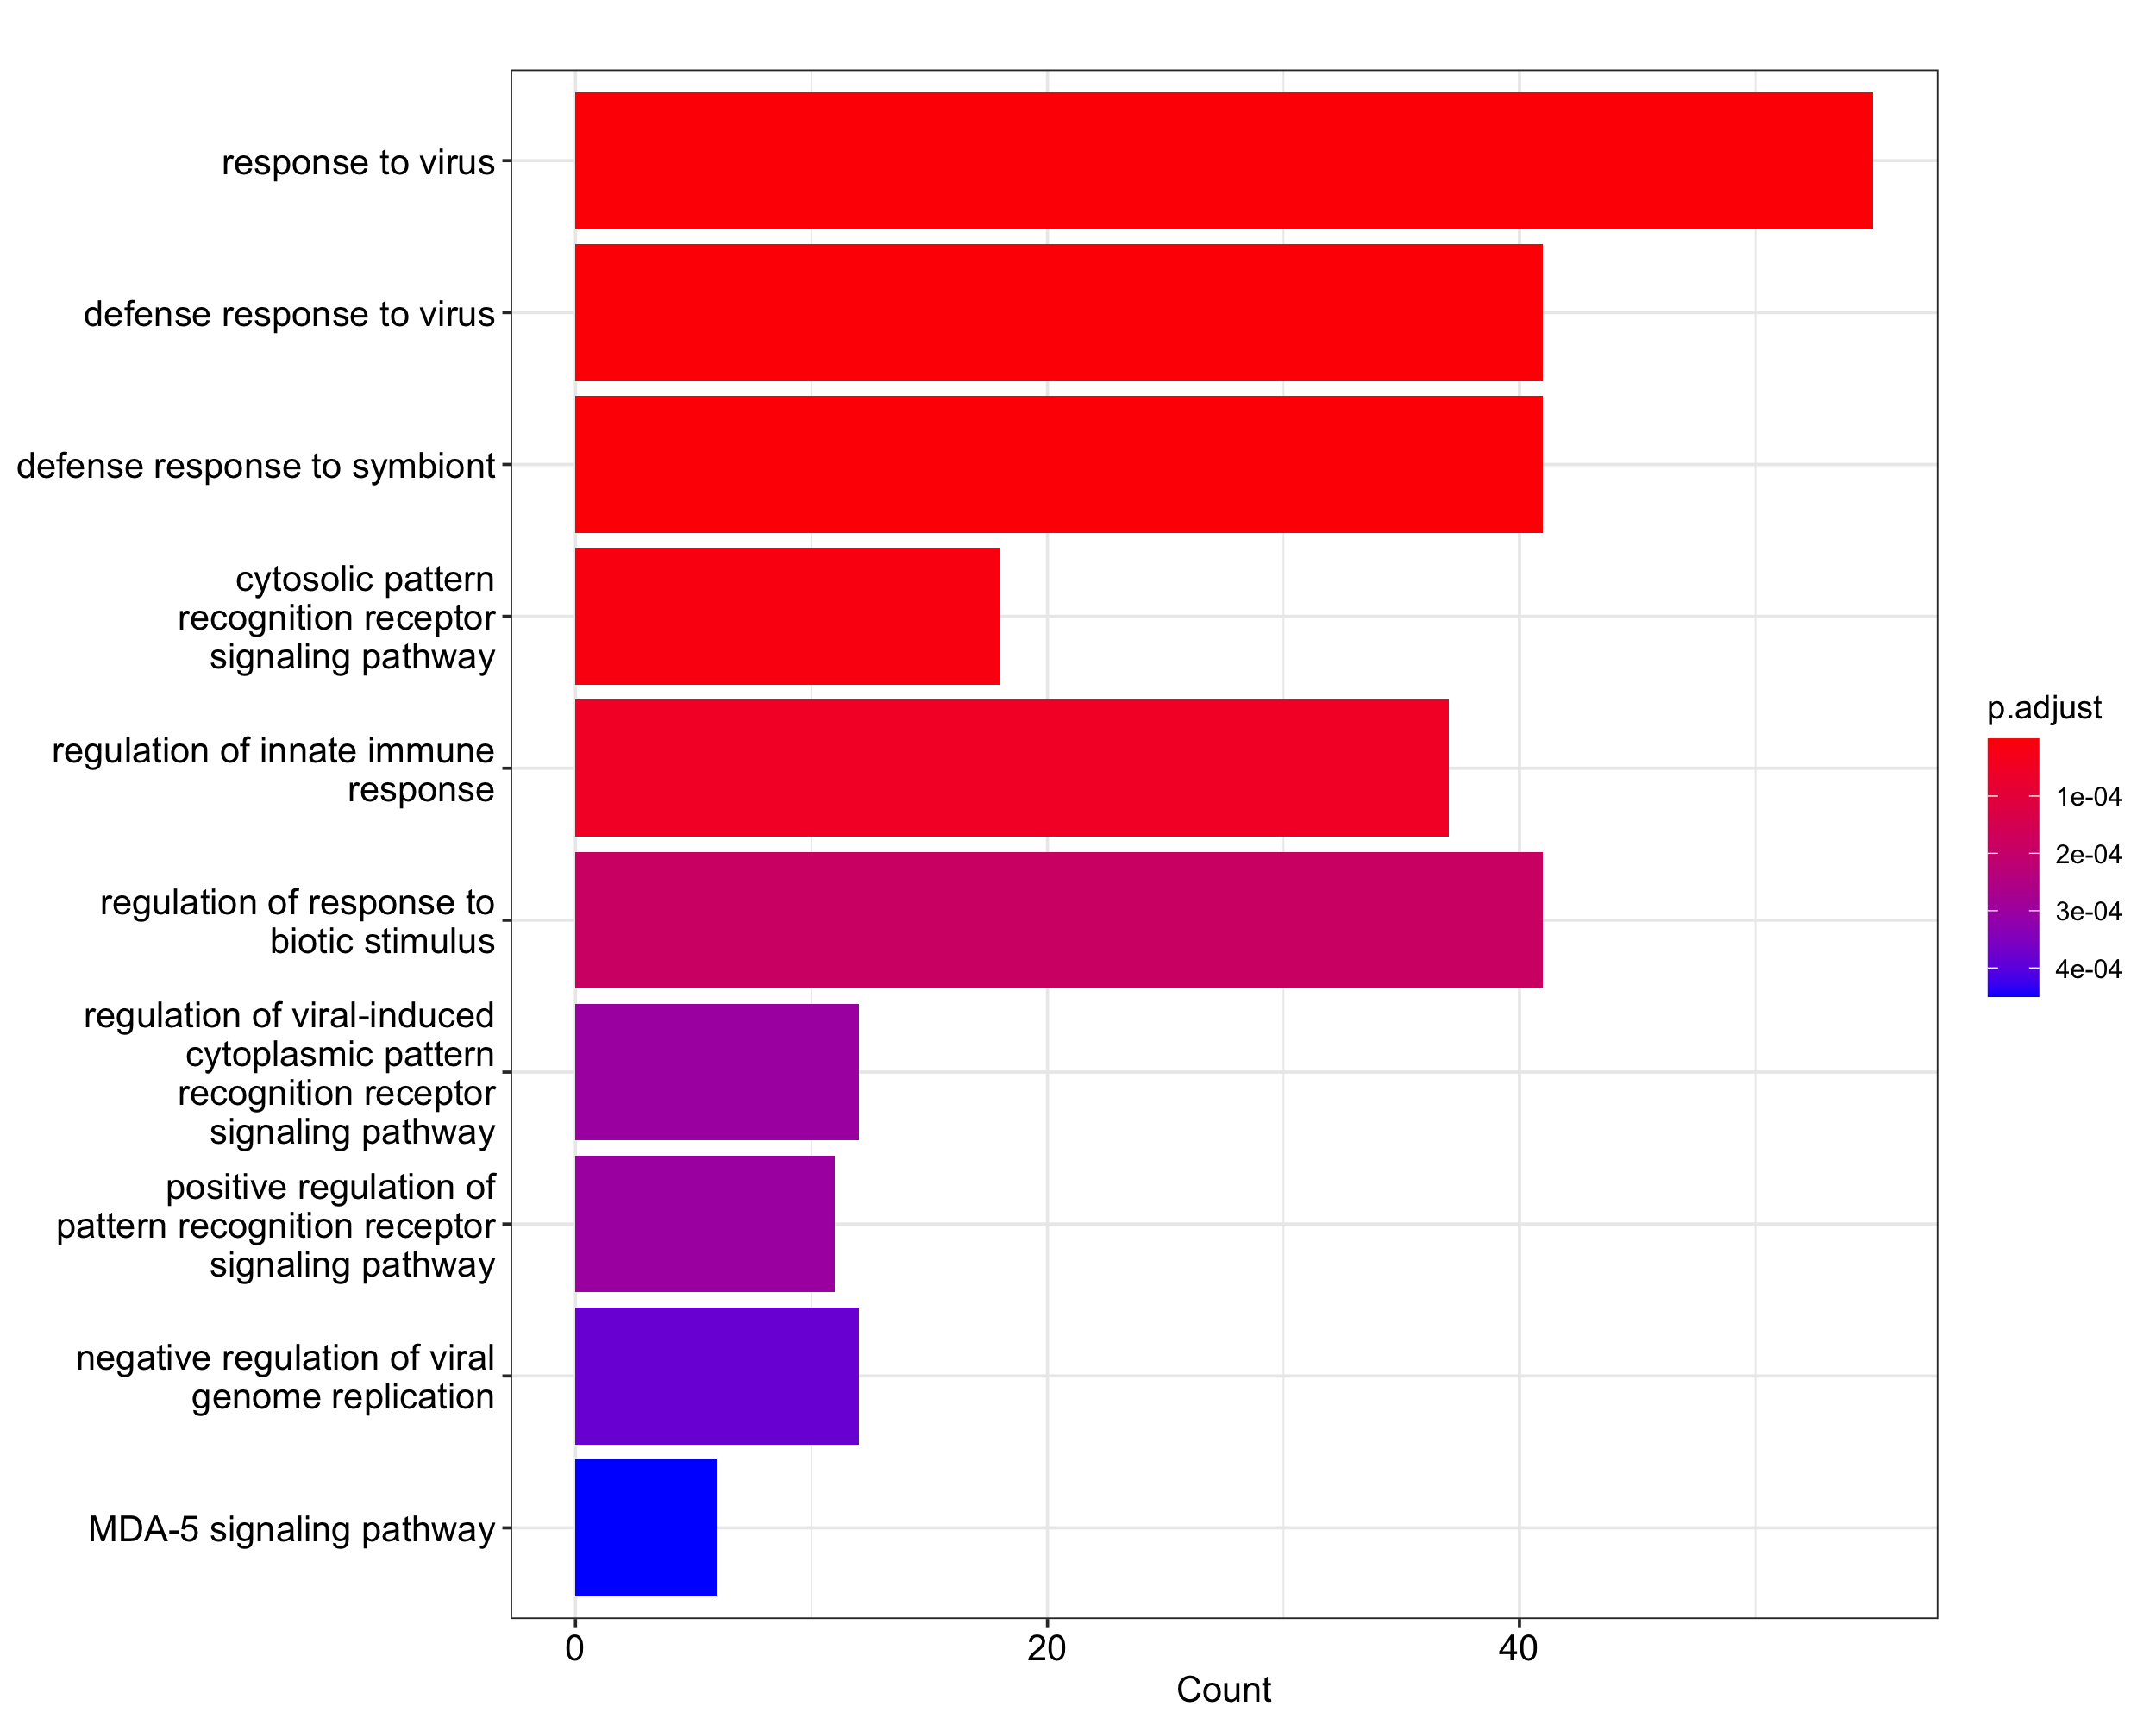 response to virus
defense response to virus
defense response to symbiont
cytosolic pattern
recognition receptor
signaling pathway
regulation of innate immune
response
regulation of response to
biotic stimulus
regulation of viral-induced
cytoplasmic pattern
recognition receptor
signaling pathway
positive regulation of
pattern recognition receptor
signaling pathway
negative regulation of viral
genome replication
MDA-5 signaling pathway
0 20 40
Count
p.adjust
1e-04
2e-04
3e-04
4e-04